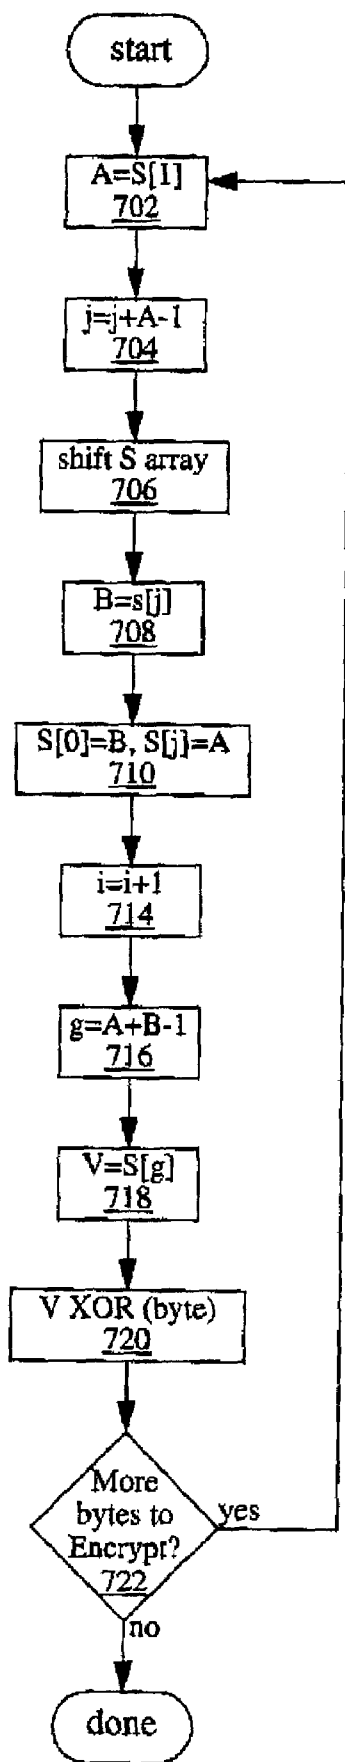 start
A=S[1]
702
j=j+A-1
704
shift S array
706
B=s[j]
708
S[0]=B, S[j]=A
710
i=i+1
714
g=A+B-1
716
V=S[g]
718
V XOR (byte)
720
More
bytes to
Encrypt?
722
yes
no
done